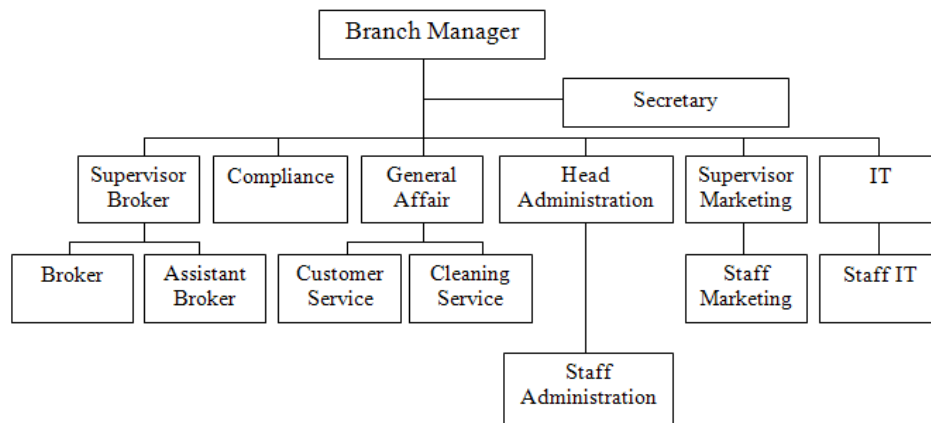 Branch Manager
Secretary
Supervisor
Broker
Compliance
General
Affair
Head
Administration
Supervisor
Marketing
IT
Broker
Assistant
Broker
Customer
Service
Cleaning
Service
Staff
Marketing
Staff IT
Staff
Administration